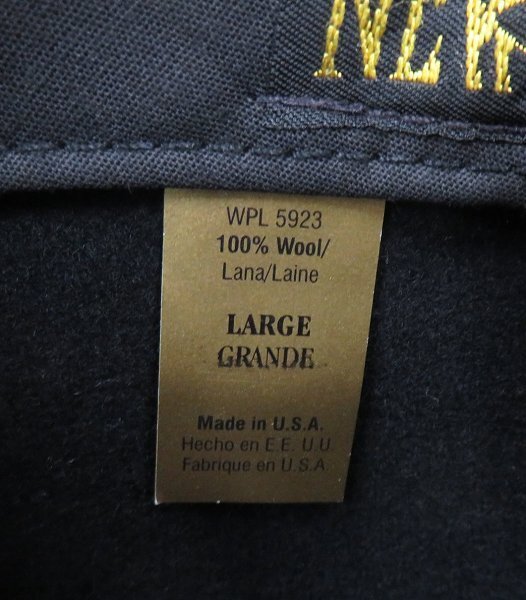 WPL 5923
100% Wool/
Lana/Laine
LARGE
GRANDE
Made in U.S.A.
Hecho en E.E. U.U.
Fabrique en U.S.A.